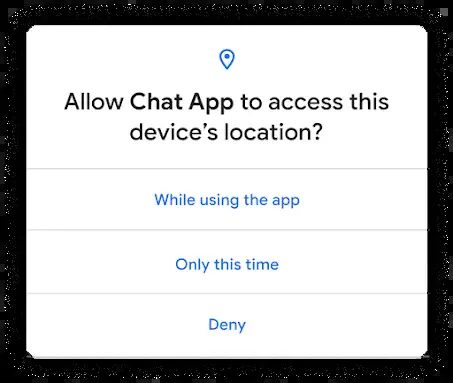 Allow Chat App to access this
device’s location?
While using the app
Only this time
Deny